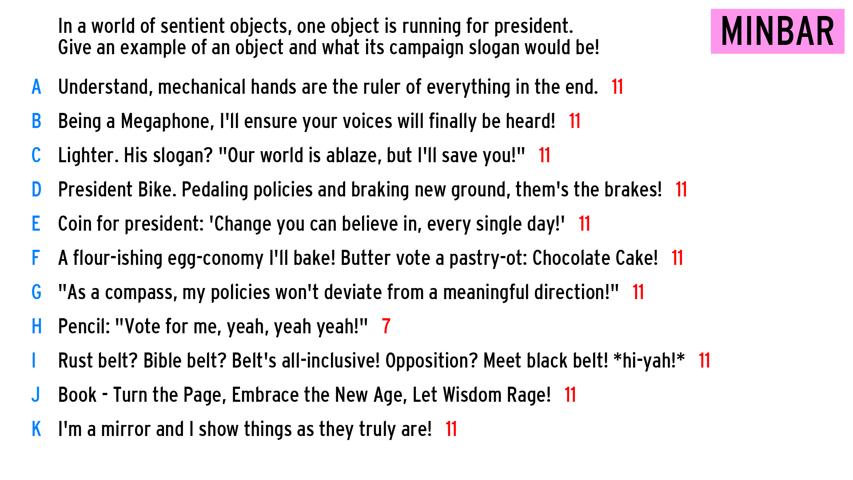 In a world of sentient objects, one object is running for president.
Give an example of an object and what its campaign slogan would be!
MINBAR
A Understand, mechanical hands are the ruler of everything in the end. 11
B Being a Megaphone, I'll ensure your voices will finally be heard! 11
C Lighter. His slogan? "Our world is ablaze, but I'll save you!" 11
D President Bike. Pedaling policies and braking new ground, them's the brakes! 11
E Coin for president: 'Change you can believe in, every single day!' 11
F A flour-ishing egg-conomy I'll bake! Butter vote a pastry-ot: Chocolate Cake! 11
G "As a compass, my policies won't deviate from a meaningful direction!" 11
H Pencil: "Vote for me, yeah, yeah yeah!" 7
I Rust belt? Bible belt? Belt's all-inclusive! Opposition? Meet black belt! *hi-yah!* 11
J Book - Turn the Page, Embrace the New Age, Let Wisdom Rage! 11
K I'm a mirror and I show things as they truly are! 11